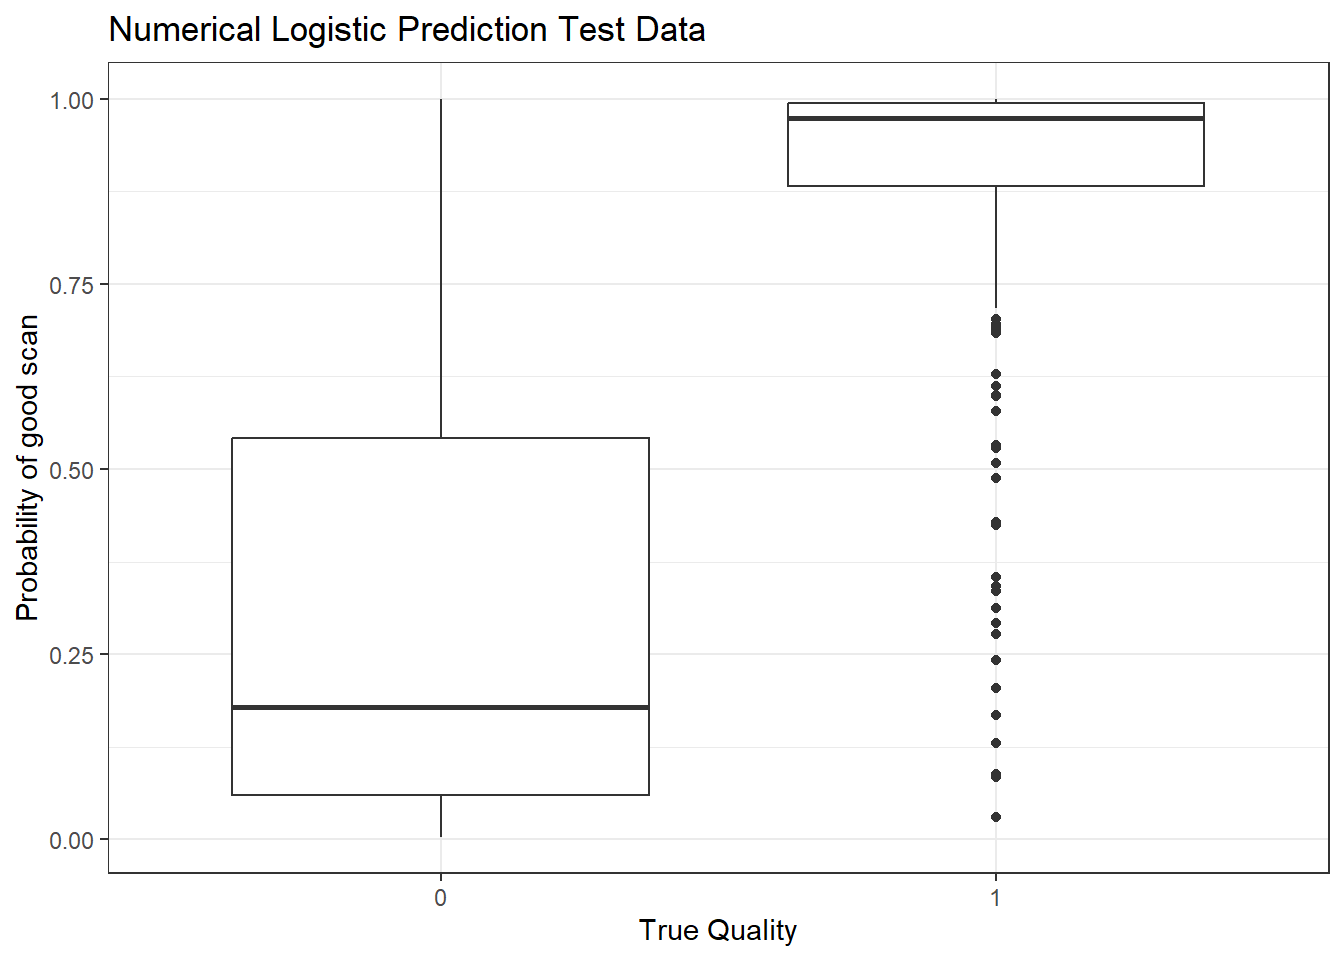 Numerical Logistic Prediction Test Data
Probability of good scan
1.00
0.75
0.50
0.25
0.00
0
1
True Quality